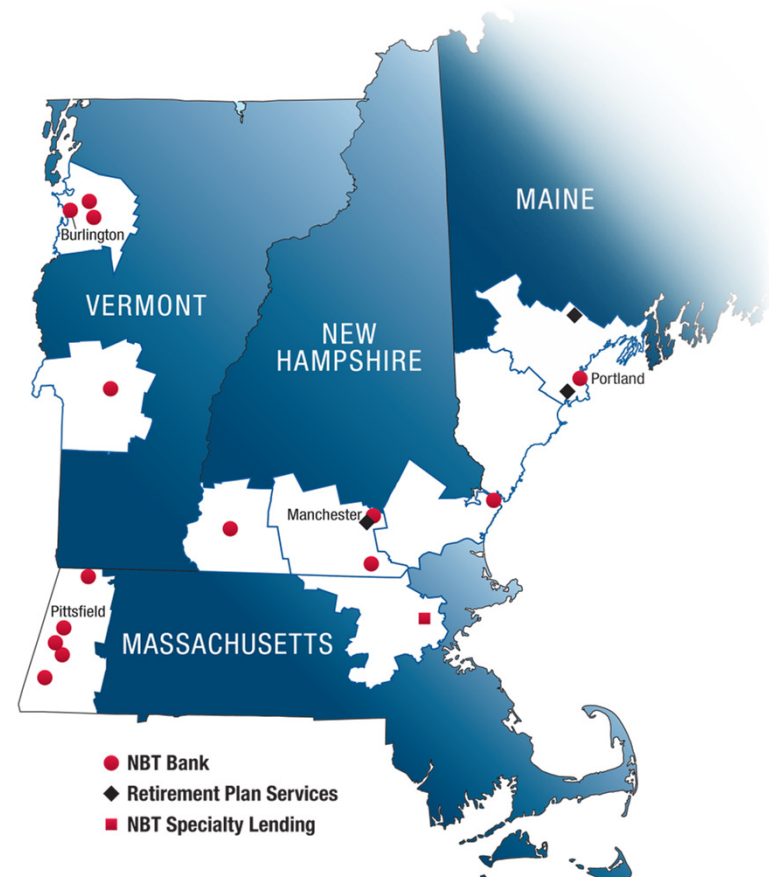 MAINE
Burlington
VERMONT
NEW
HAMPSHIRE
Portland
Manchester
Pittsfield
MASSACHUSETTS
NBT Bank
Retirement Plan Services
NBT Specialty Lending